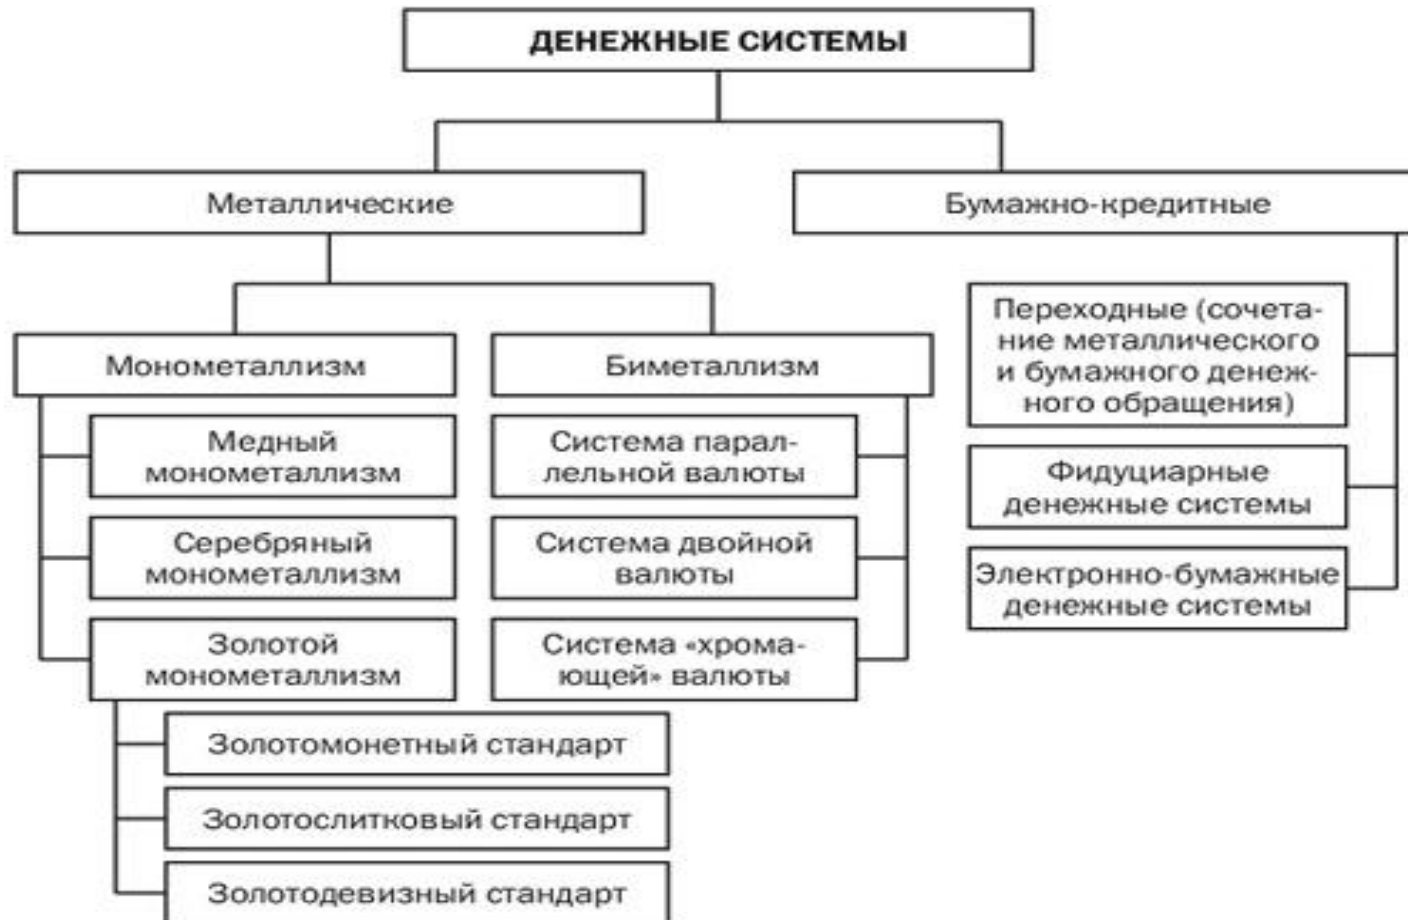 ДЕНЕЖНЫЕ СИСТЕМЫ
Металлические
Бумажно-кредитные
Монометаллизм
Медный
монометаллизм
Серебряный
монометаллизм
Золотой
монометаллизм
Золотомонетный стандарт
Золотослитковый стандарт
Золотодевизный стандарт
Биметаллизм
Система парал-
лельной валюты
Система двойной
валюты
Система «хрома-
ющей» валюты
Переходные (сочета-
ние металлического
и бумажного денеж-
ного обращения)
Фидуциарные
денежные системы
Электронно-бумажные
денежные системы